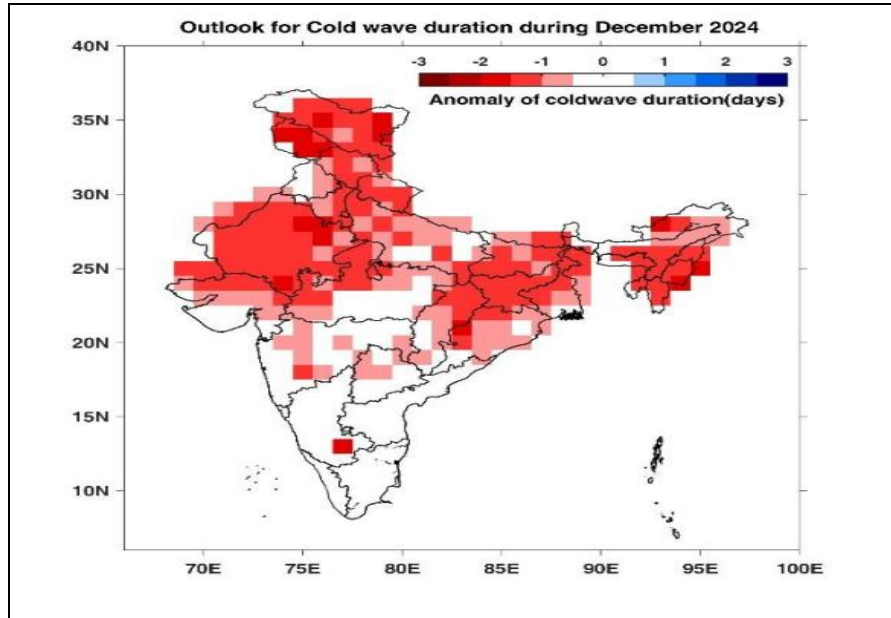 Outlook for Cold wave duration during December 2024
40N
-3 -2 -1 0 1 2 3
Anomaly of coldwave duration(days)
35N
30N
25N
20N
15N
10N
70E 75E 80E 85E 90E 95E 100E